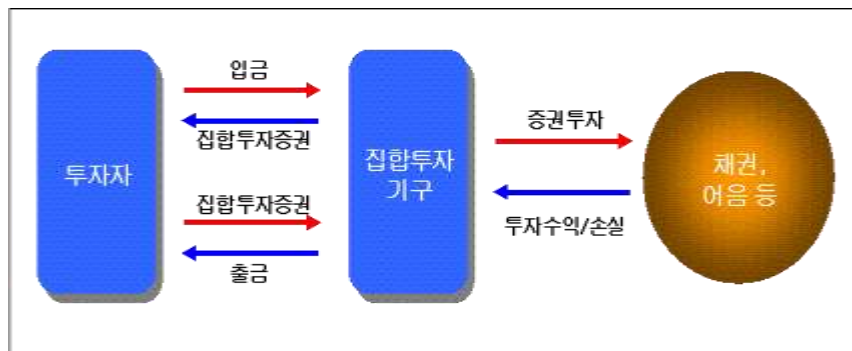 투자자
입금
집합투자증권
집합투자증권
출금
집합투자
기구
증권투자
투자수익/손실
채권,
어음 등